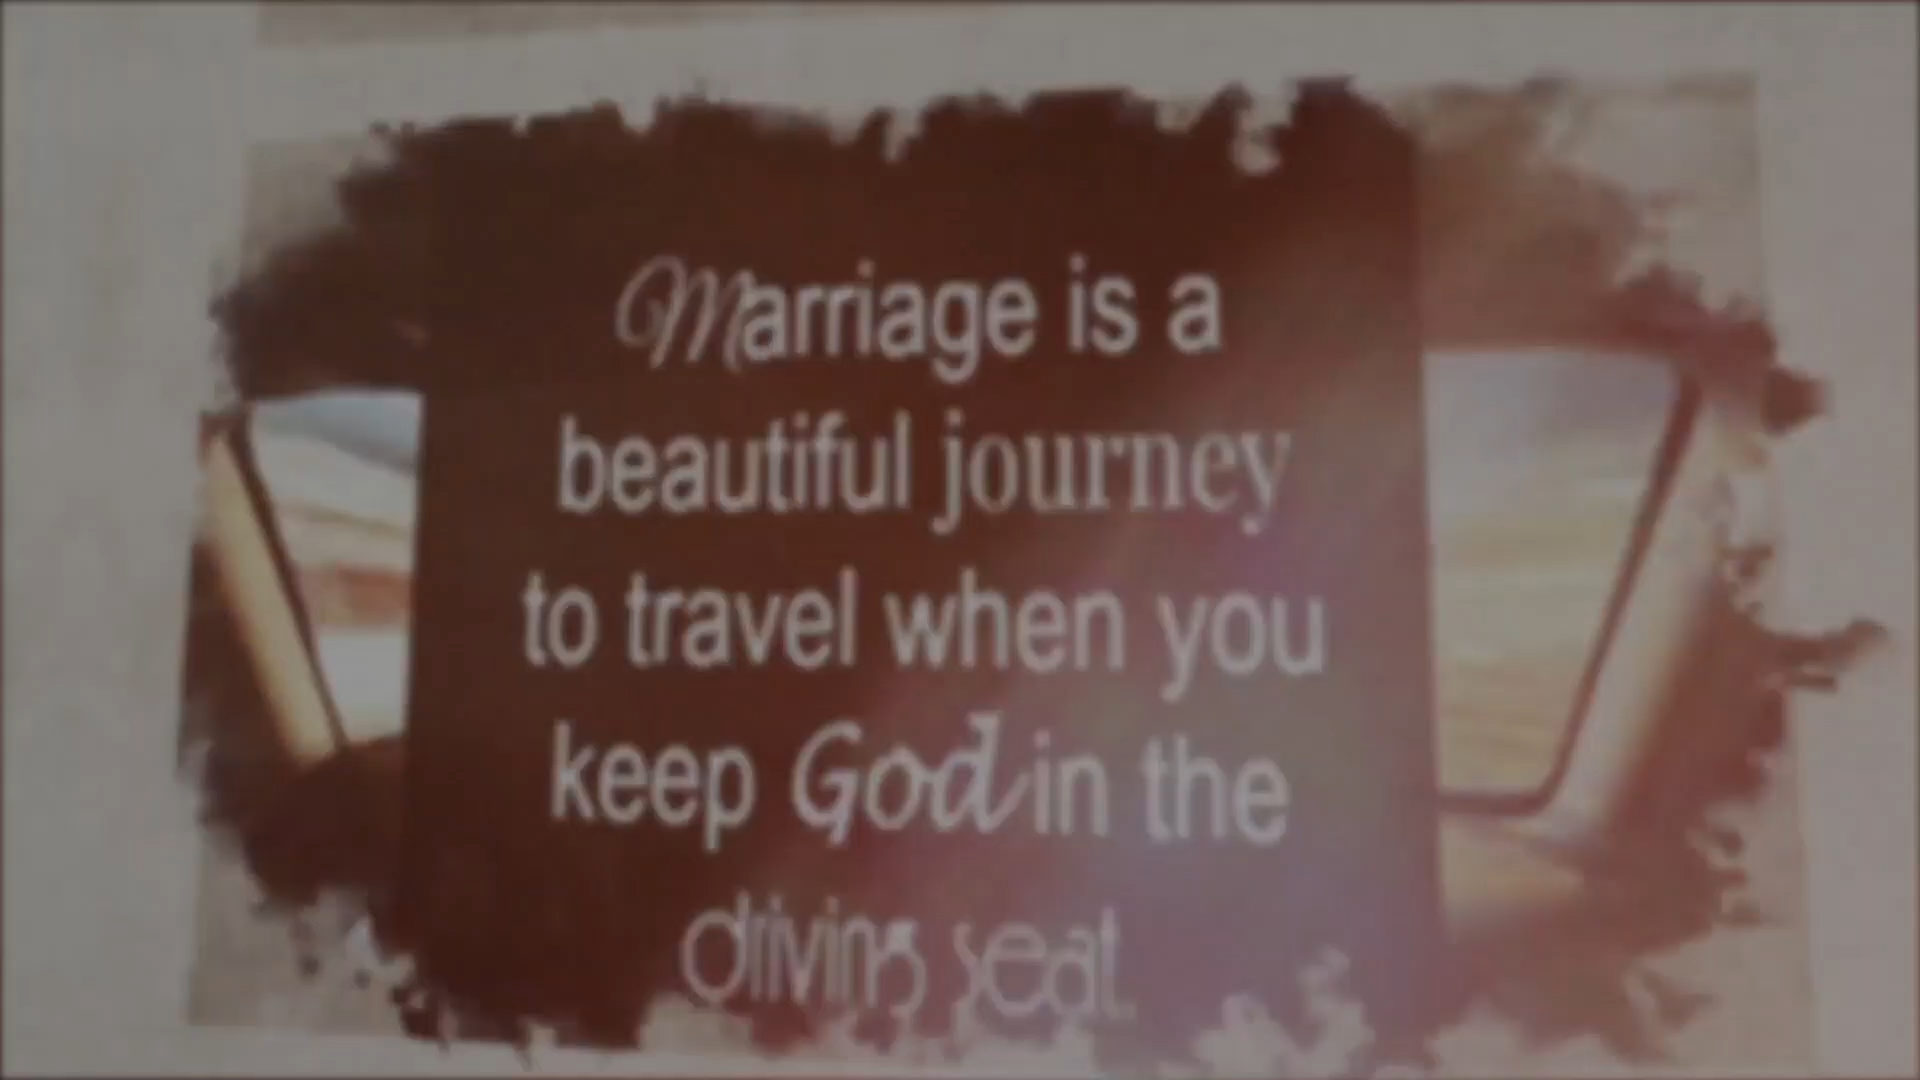 Marriage is a
beautiful journey
to travel when you
keep God in the
driving seat.